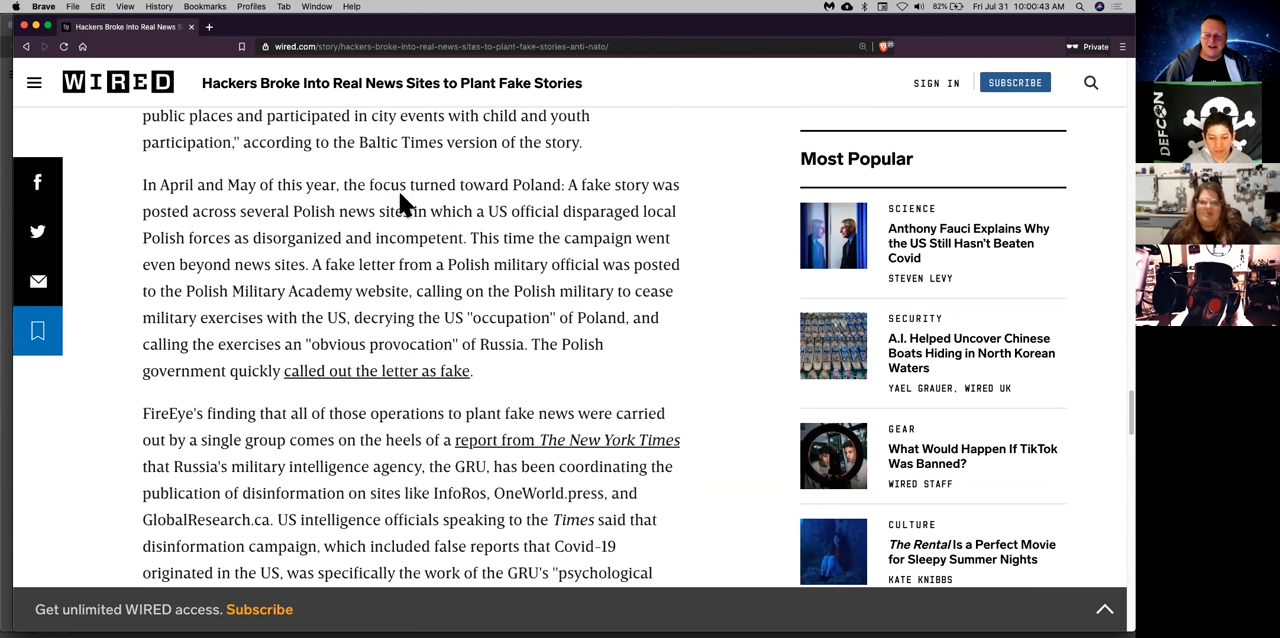 Brave File Edit View History Bookmarks Profiles Tab Window Help
82% Fri Jul 31 10:00:43 AM
Hackers Broke Into Real News S
wired.com/story/hackers-broke-into-real-news-sites-to-plant-fake-stories-anti-nato/
Private
WIRED
Hackers Broke Into Real News Sites to Plant Fake Stories
SIGN IN
SUBSCRIBE
public places and participated in city events with child and youth
participation," according to the Baltic Times version of the story.
In April and May of this year, the focus turned toward Poland: A fake story was
posted across several Polish news sites in which a US official disparaged local
Polish forces as disorganized and incompetent. This time the campaign went
even beyond news sites. A fake letter from a Polish military official was posted
to the Polish Military Academy website, calling on the Polish military to cease
military exercises with the US, decrying the US "occupation" of Poland, and
calling the exercises an "obvious provocation" of Russia. The Polish
government quickly called out the letter as fake.
FireEye's finding that all of those operations to plant fake news were carried
out by a single group comes on the heels of a report from The New York Times
that Russia's military intelligence agency, the GRU, has been coordinating the
publication of disinformation on sites like InfoRos, OneWorld.press, and
GlobalResearch.ca. US intelligence officials speaking to the Times said that
disinformation campaign, which included false reports that Covid-19
originated in the US, was specifically the work of the GRU's "psychological
Most Popular
SCIENCE
Anthony Fauci Explains Why
the US Still Hasn't Beaten
Covid
STEVEN LEVY
SECURITY
A.I. Helped Uncover Chinese
Boats Hiding in North Korean
Waters
YAEL GRAUER, WIRED UK
GEAR
What Would Happen If TikTok
Was Banned?
WIRED STAFF
CULTURE
The Rental Is a Perfect Movie
for Sleepy Summer Nights
KATE KNIBBS
Get unlimited WIRED access. Subscribe
DEFCON